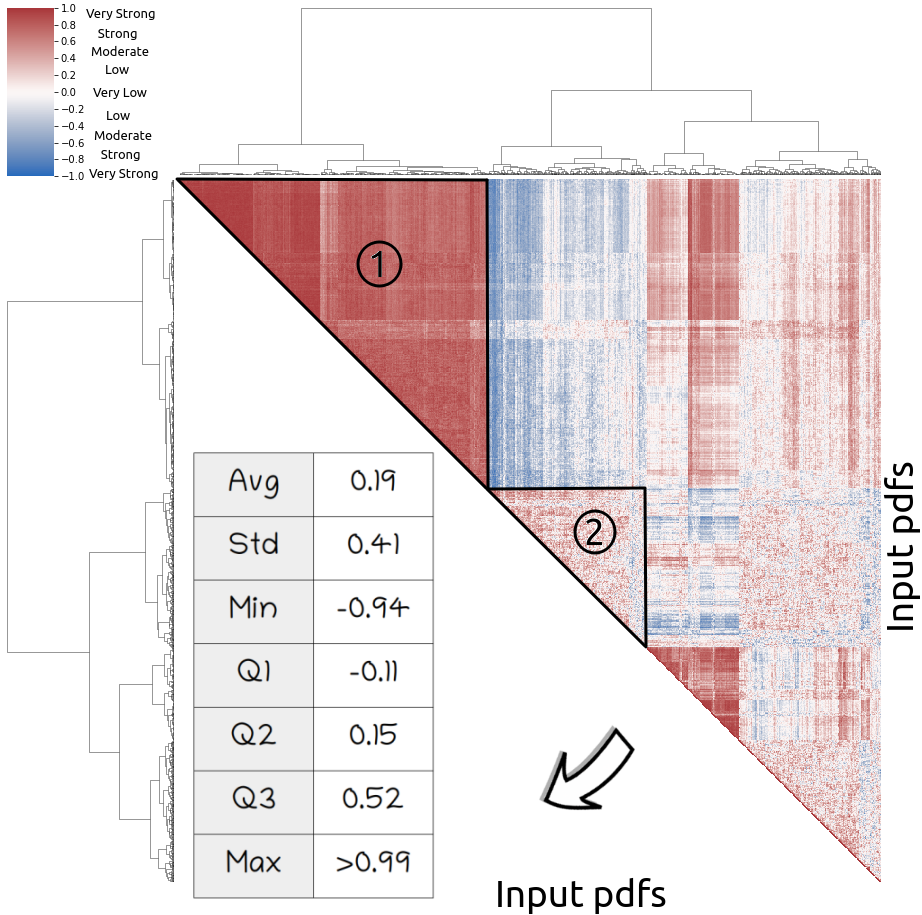 1.0 Very Strong
0.8 Strong
0.6 Moderate
0.4 Low
0.2
0.0 Very Low
−0.2 Low
−0.4 Moderate
−0.6 Strong
−0.8
−1.0 Very Strong
1
2
Avg 0.19
Std 0.41
Min -0.94
Q1 -0.11
Q2 0.15
Q3 0.52
Max >0.99
Input pdfs
Input pdfs